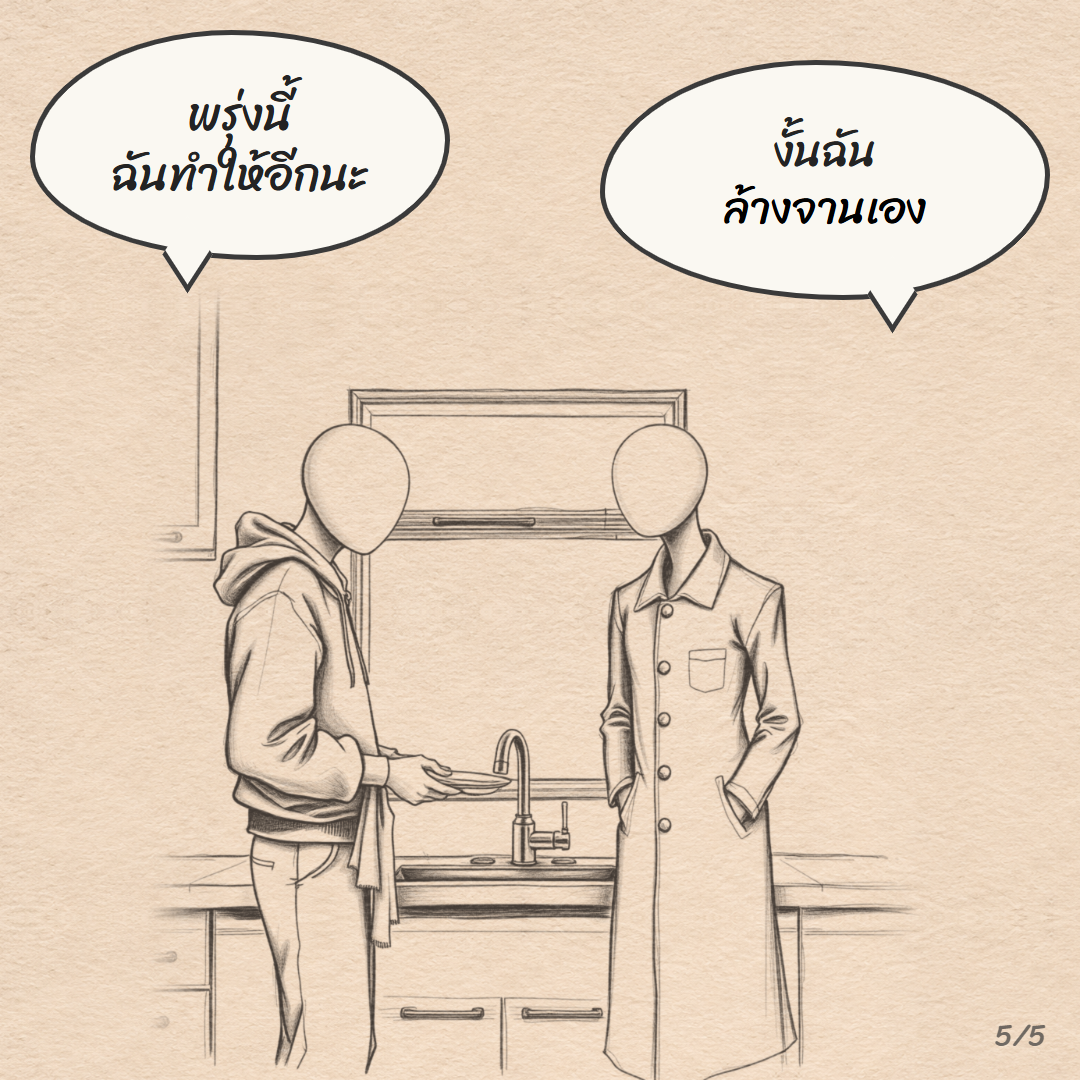 พรุ่งนี้
ฉันทำให้อีกนะ
งั้นฉัน
ล้างจานเอง
5/5